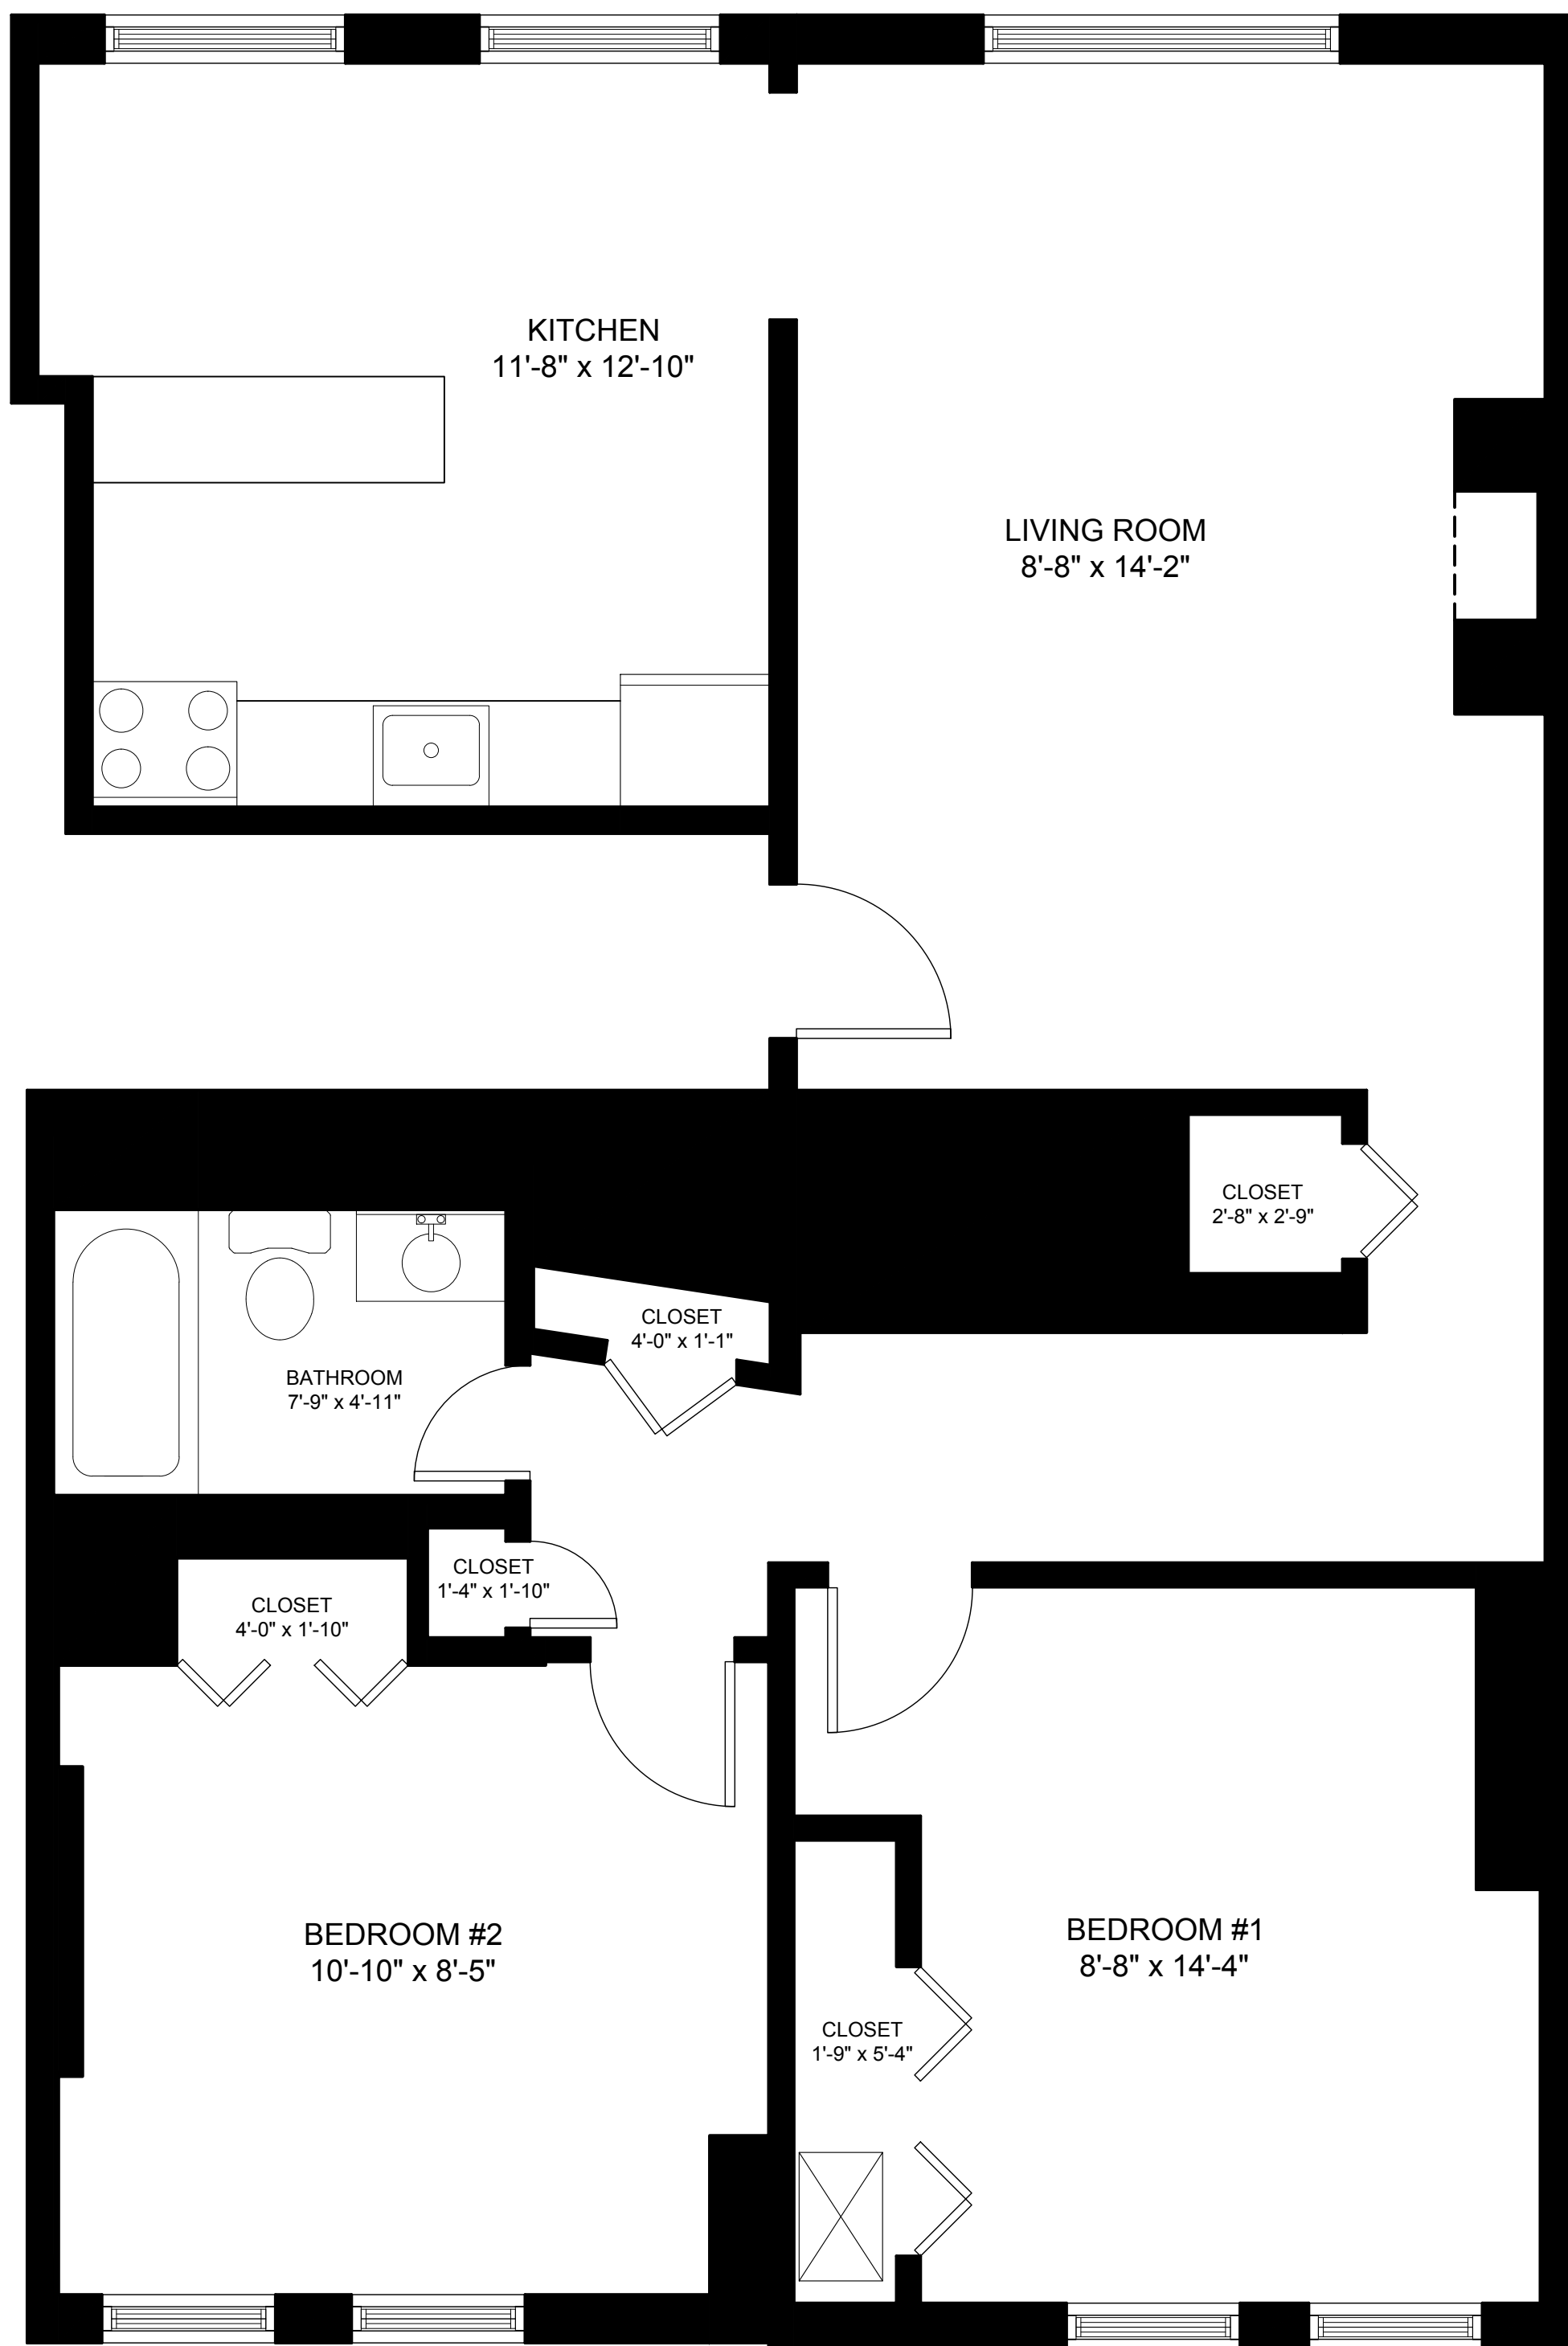 KITCHEN
11'-8" x 12'-10"
LIVING ROOM
8'-8" x 14'-2"
CLOSET
2'-8" x 2'-9"
CLOSET
4'-0" x 1'-1"
BATHROOM
7'-9" x 4'-11"
CLOSET
1'-4" x 1'-10"
CLOSET
4'-0" x 1'-10"
BEDROOM #2
10'-10" x 8'-5"
BEDROOM #1
8'-8" x 14'-4"
CLOSET
1'-9" x 5'-4"